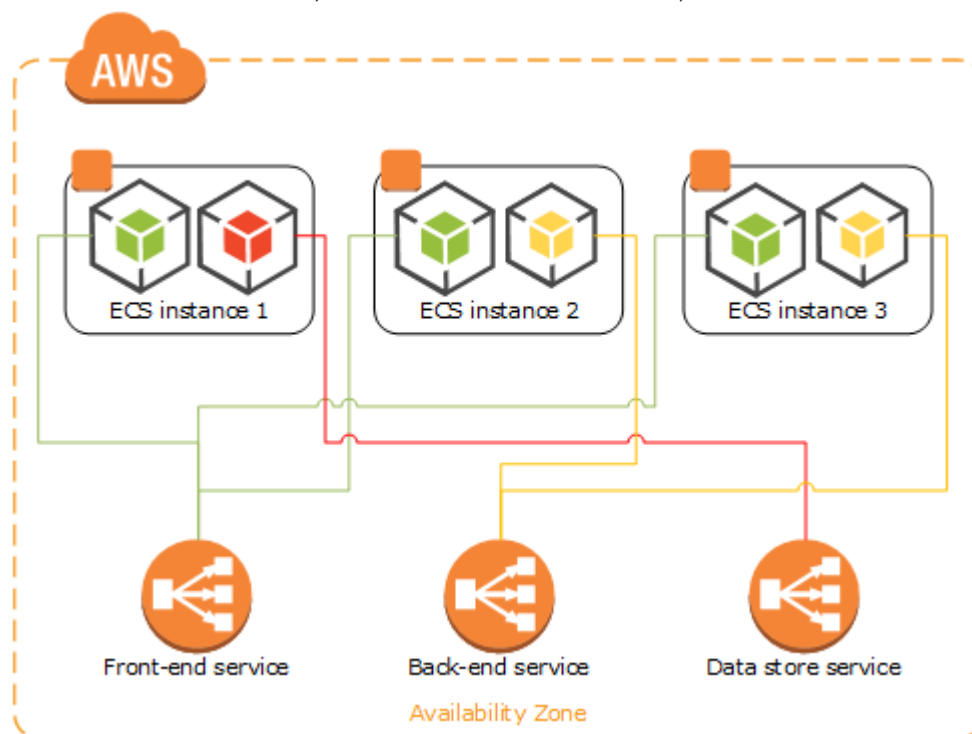 AWS
ECS instance 1
ECS instance 2
ECS instance 3
Front-end service
Back-end service
Data store service
Availability Zone